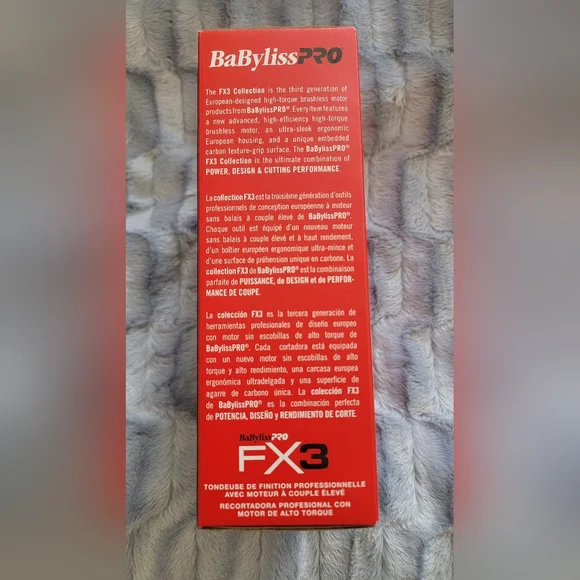 BaBylissPRO
The FX3 Collection is the third generation of
European-designed high-torque brushless motor
products from BaBylissPRO®. Every item features
a new advanced, high-efficiency high-torque
brushless motor, an ultra-sleek ergonomic
European housing, and a unique embedded
carbon texture-grip surface. The BaBylissPRO®
FX3 Collection is the ultimate combination of
POWER, DESIGN & CUTTING PERFORMANCE.
La collection FX3 est la troisième génération d'outils
professionnels de conception européenne à moteur
sans balais à couple élevé de BaBylissPRO®.
Chaque outil est équipé d'un nouveau moteur
sans balais à couple élevé et à haut rendement,
d'un boîtier européen ergonomique ultra-mince et
d'une surface de préhension unique en carbone. La
collection FX3 de BaBylissPRO® est la combinaison
parfaite de PUISSANCE, de DESIGN et de PERFOR-
MANCE DE COUPE.
La colección FX3 es la tercera generación de
herramientas profesionales de diseño europeo
con motor sin escobillas de alto torque de
BaBylissPRO®. Cada cortadora está equipada
con un nuevo motor sin escobillas de alto
torque y alto rendimiento, una carcasa europea
ergonómica ultradelgada y una superficie de
agarre de carbono única. La colección FX3
de BaBylissPRO® es la combinación perfecta
de POTENCIA, DISEÑO y RENDIMIENTO DE CORTE.
BaBylissPRO
FX3
TONDEUSE DE FINITION PROFESSIONNELLE
AVEC MOTEUR À COUPLE ÉLEVÉ
RECORTADORA PROFESIONAL CON
MOTOR DE ALTO TORQUE